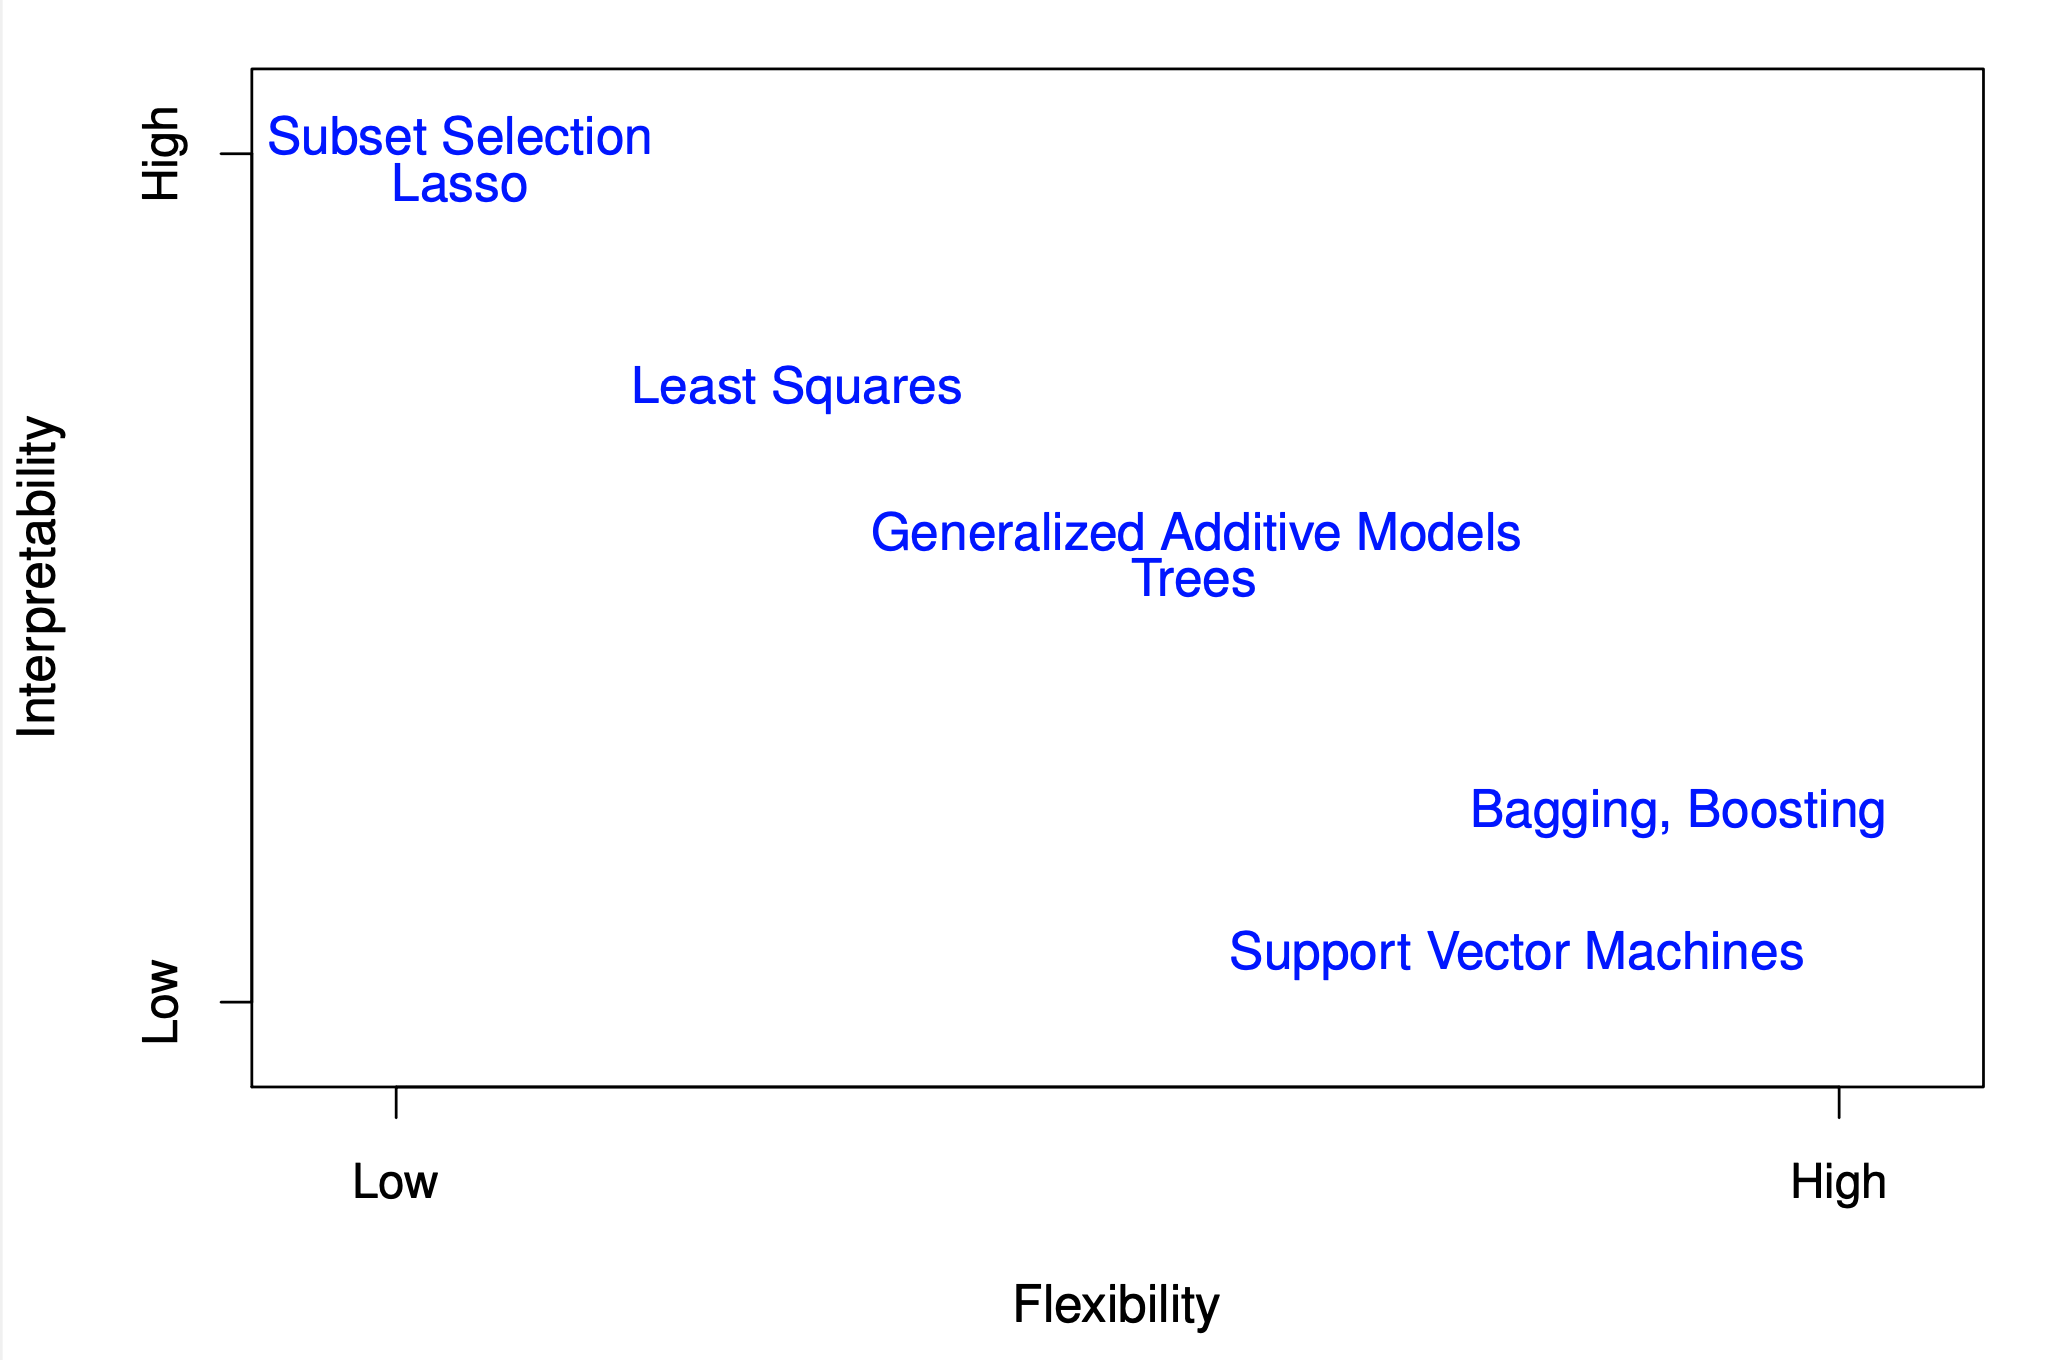 High
Subset Selection
Lasso
Least Squares
Interpretability
Generalized Additive Models
Trees
Bagging, Boosting
Support Vector Machines
Low
Low
High
Flexibility